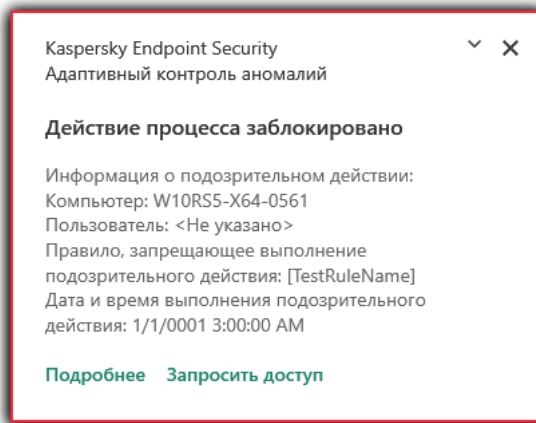 Kaspersky Endpoint Security
Адаптивный контроль аномалий
Действие процесса заблокировано
Информация о подозрительном действии:
Компьютер: W10RS5-X64-0561
Пользователь: <Не указано>
Правило, запрещающее выполнение
подозрительного действия: [TestRuleName]
Дата и время выполнения подозрительного
действия: 1/1/0001 3:00:00 AM
Подробнее Запросить доступ